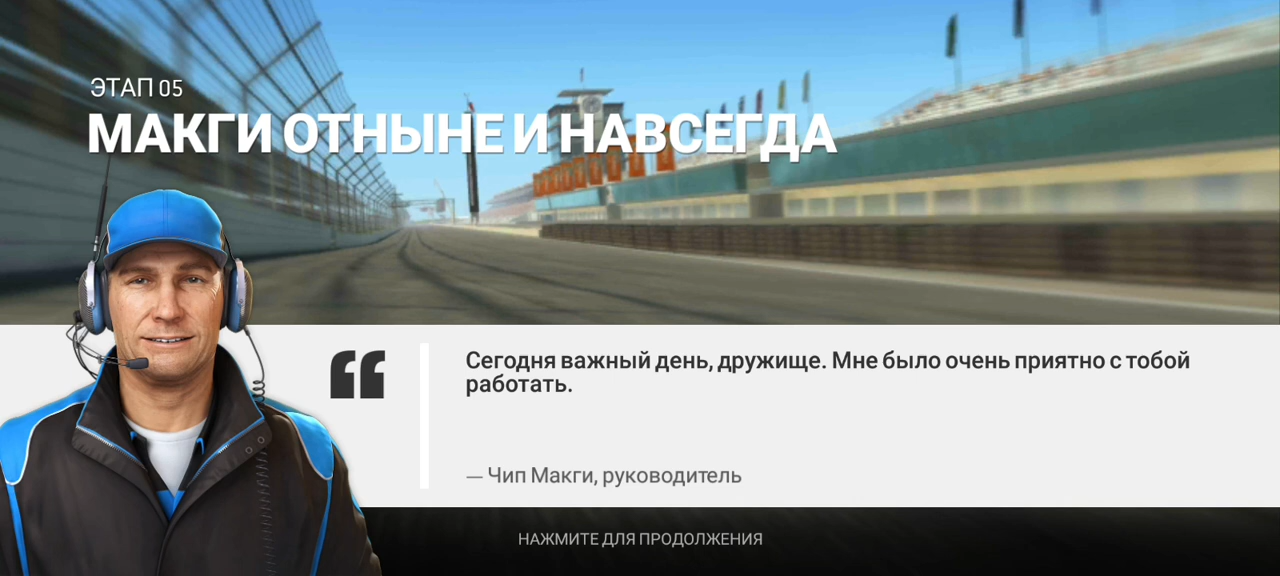 ЭТАП 05
МАКГИ ОТНЫНЕ И НАВСЕГДА
Сегодня важный день, дружище. Мне было очень приятно с тобой
работать.
— Чип Макги, руководитель
НАЖМИТЕ ДЛЯ ПРОДОЛЖЕНИЯ